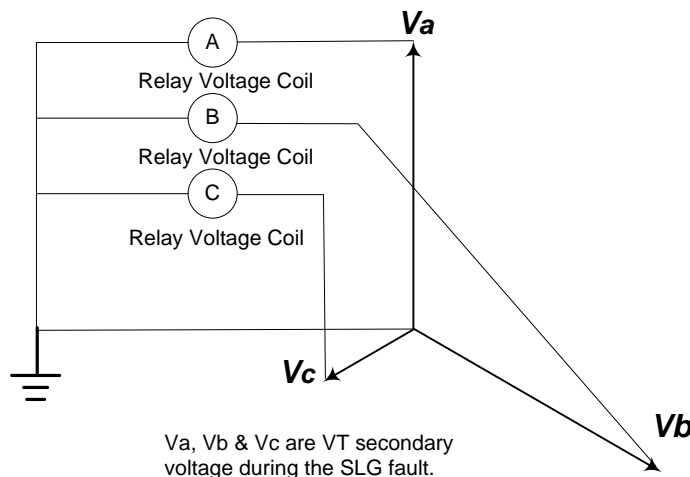 Va
A
Relay Voltage Coil
B
Relay Voltage Coil
C
Relay Voltage Coil
Vc
Vb
Va, Vb & Vc are VT secondary
voltage during the SLG fault.